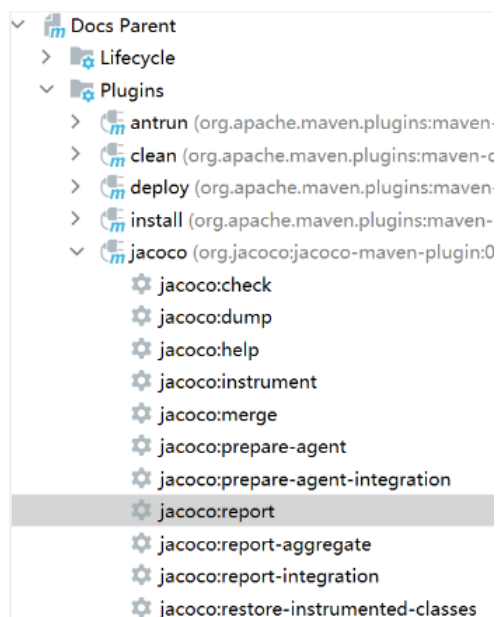 Docs Parent
Lifecycle
Plugins
antrun (org.apache.maven.plugins:maven-
clean (org.apache.maven.plugins:maven-c
deploy (org.apache.maven.plugins:maven-
install (org.apache.maven.plugins:maven-
jacoco (org.jacoco:jacoco-maven-plugin:0
jacoco:check
jacoco:dump
jacoco:help
jacoco:instrument
jacoco:merge
jacoco:prepare-agent
jacoco:prepare-agent-integration
jacoco:report
jacoco:report-aggregate
jacoco:report-integration
jacoco:restore-instrumented-classes